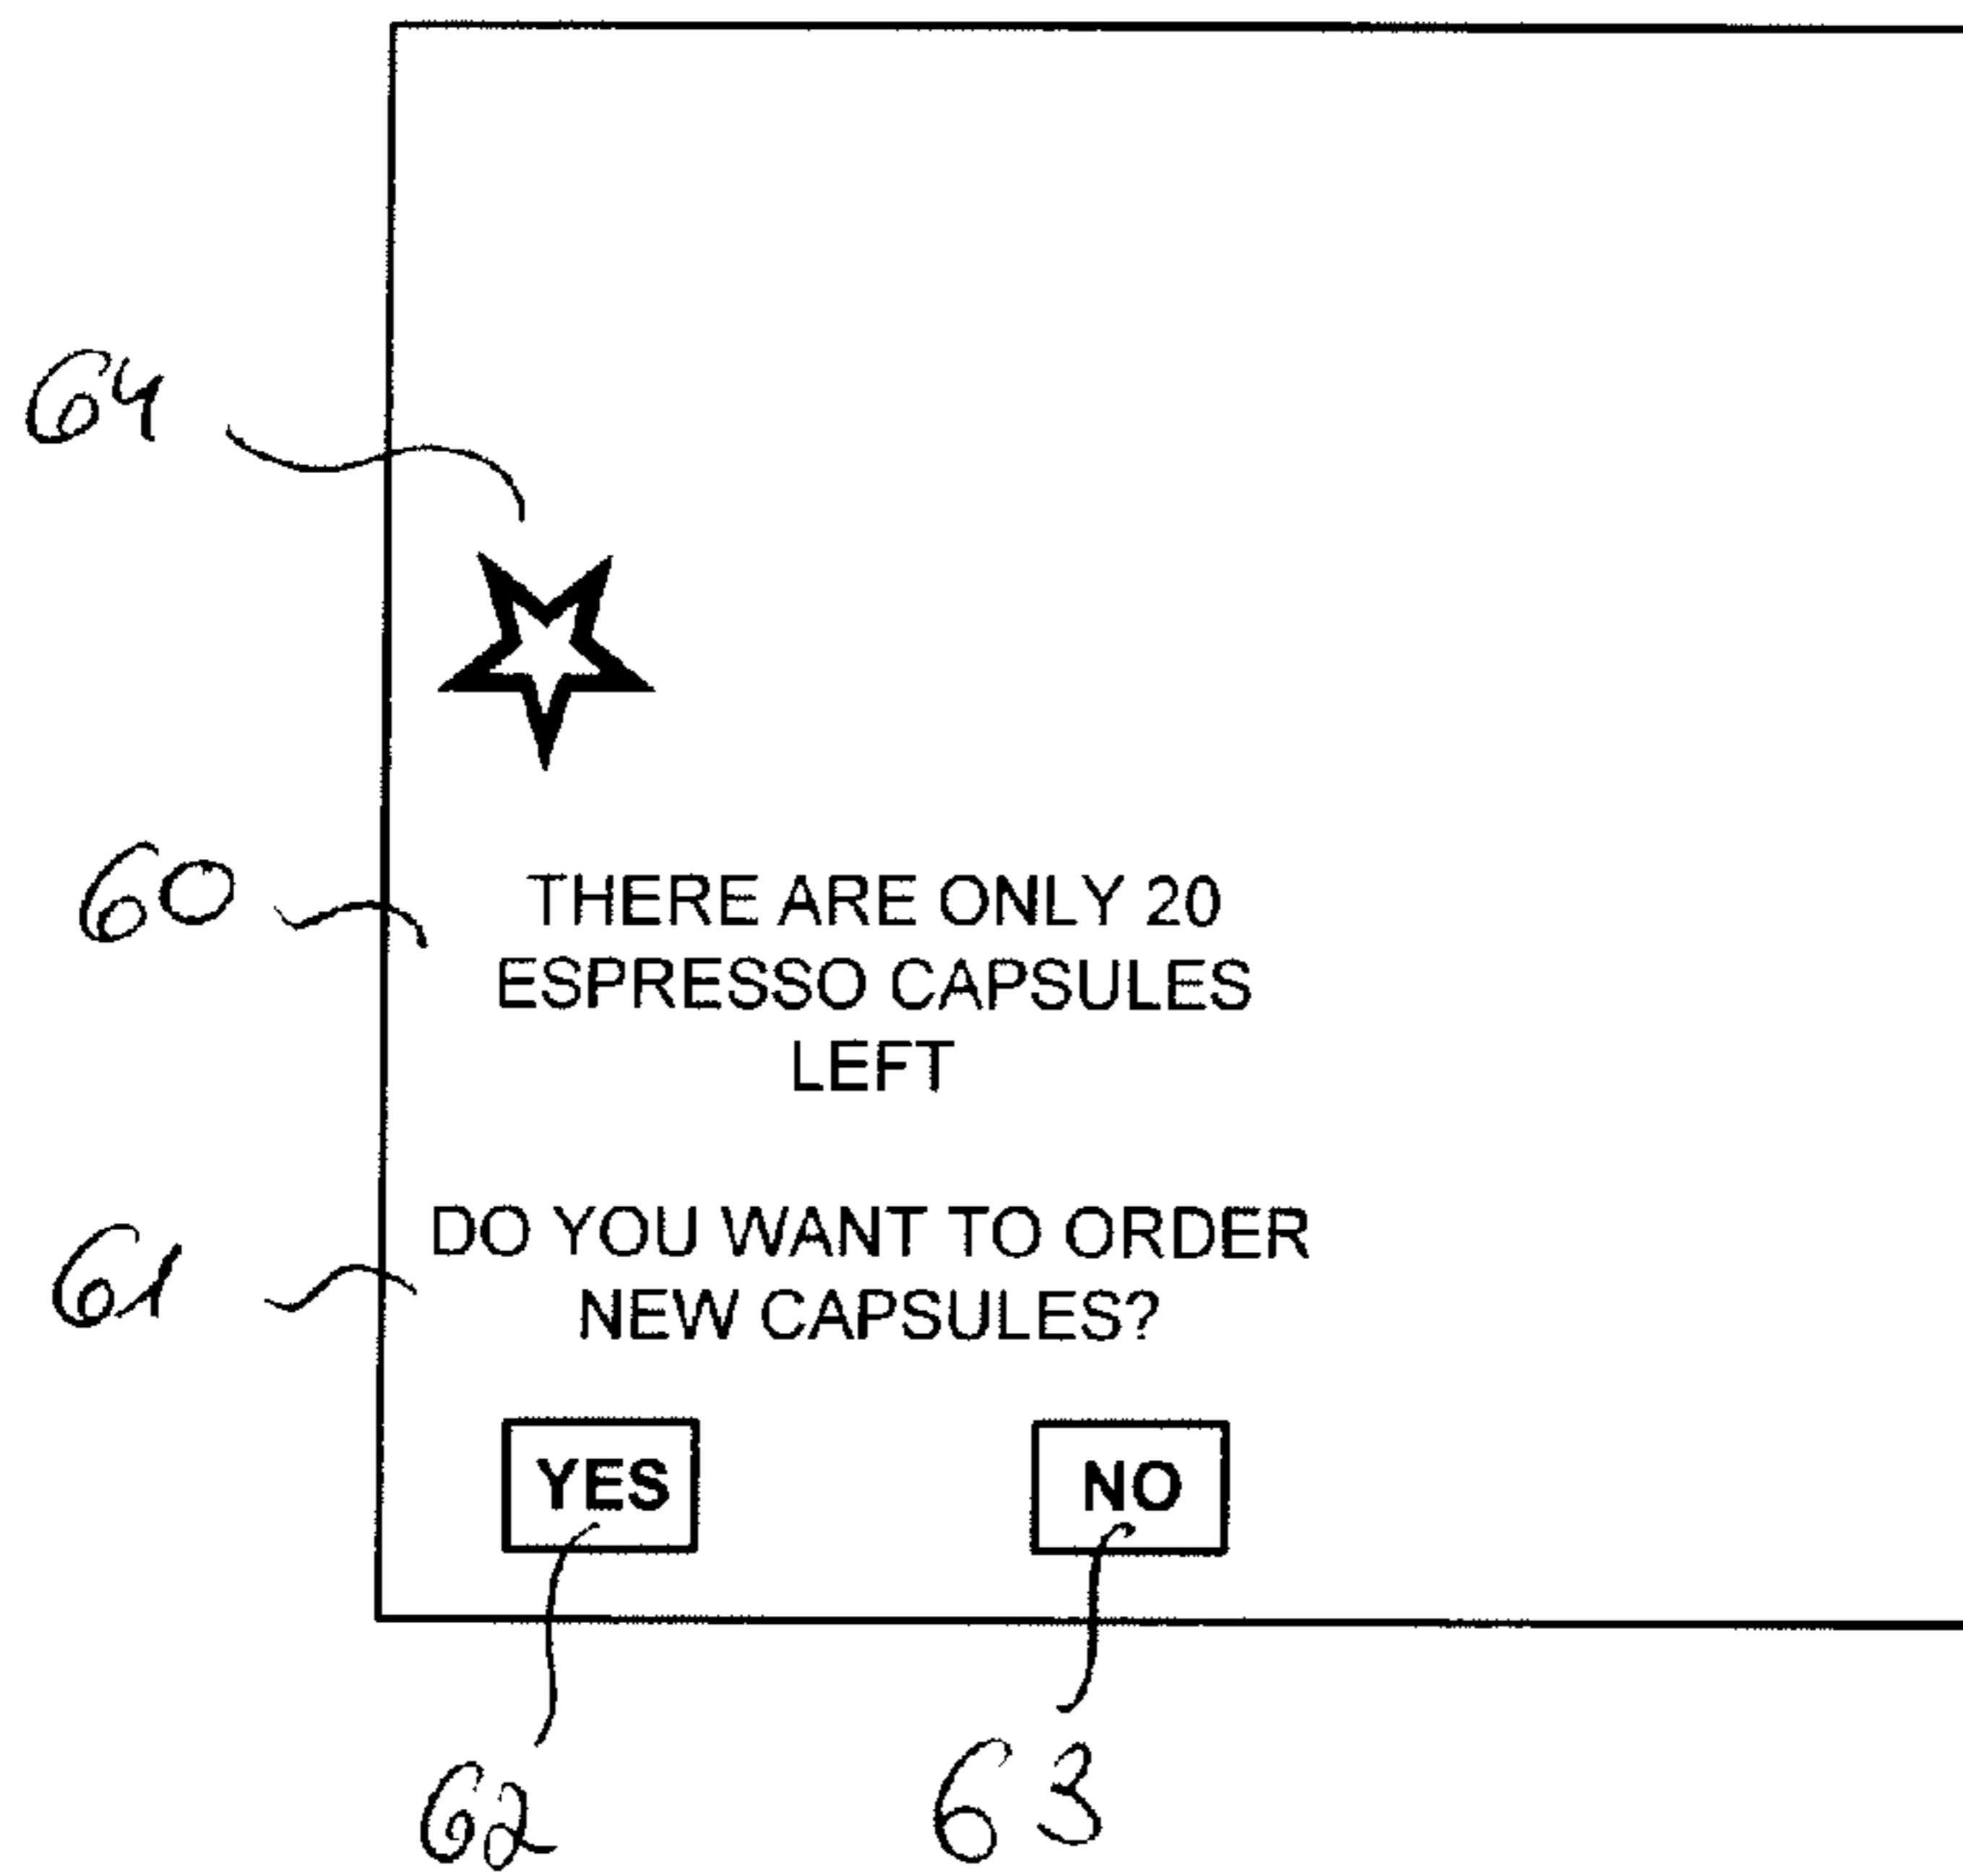 64
60
THERE ARE ONLY 20
ESPRESSO CAPSULES
LEFT
61
DO YOU WANT TO ORDER
NEW CAPSULES?
YES
NO
62
63